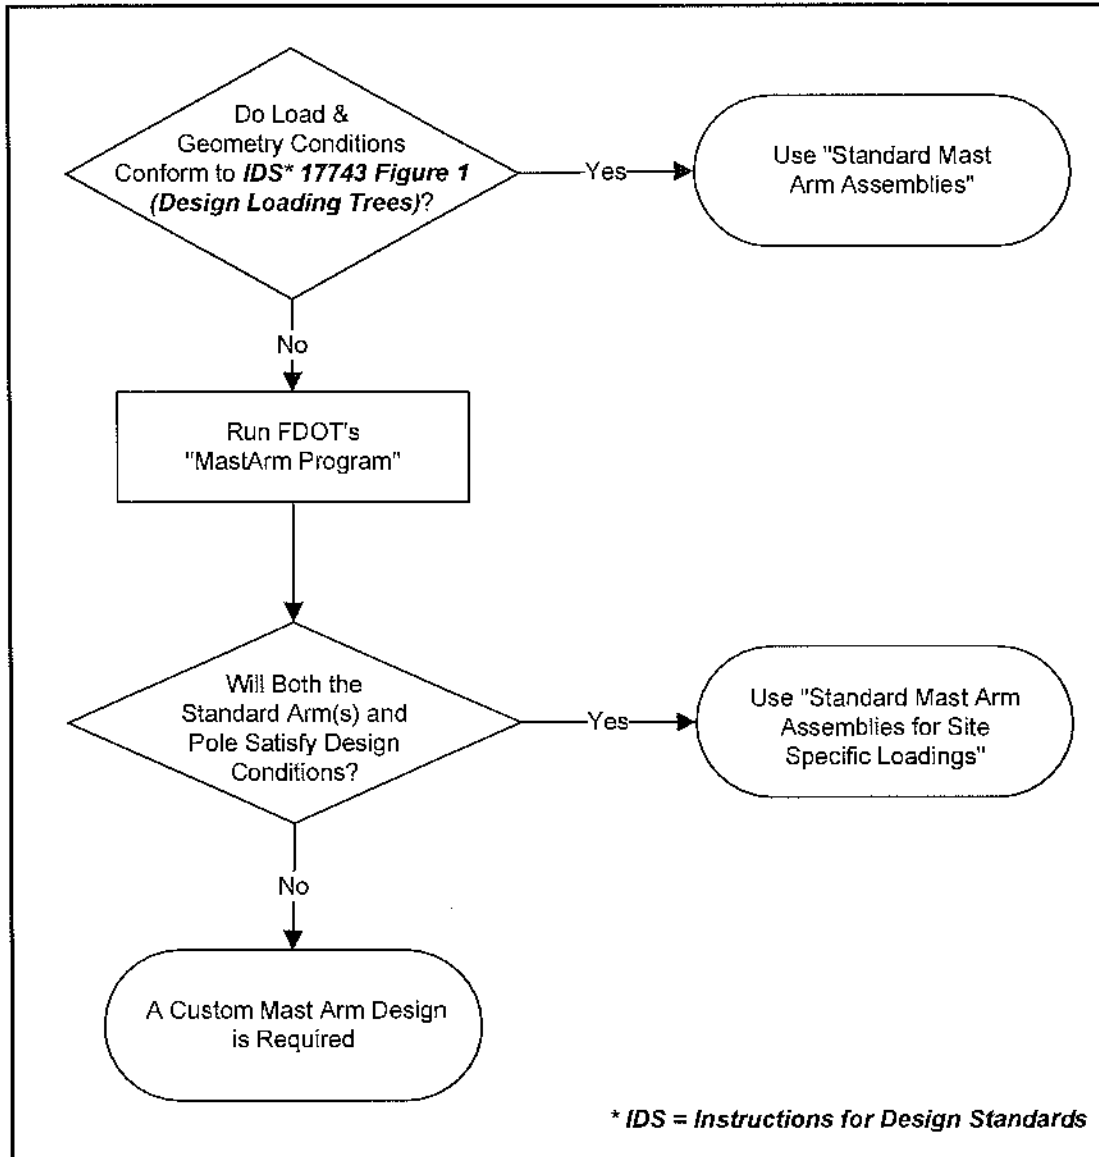 Do Load &
Geometry Conditions
Conform to IDS* 17743 Figure 1
(Design Loading Trees)?
Yes
Use "Standard Mast
Arm Assemblies"
No
Run FDOT's
"MastArm Program"
Will Both the
Standard Arm(s) and
Pole Satisfy Design
Conditions?
Yes
Use "Standard Mast Arm
Assemblies for Site
Specific Loadings"
No
A Custom Mast Arm Design
is Required
* IDS = Instructions for Design Standards